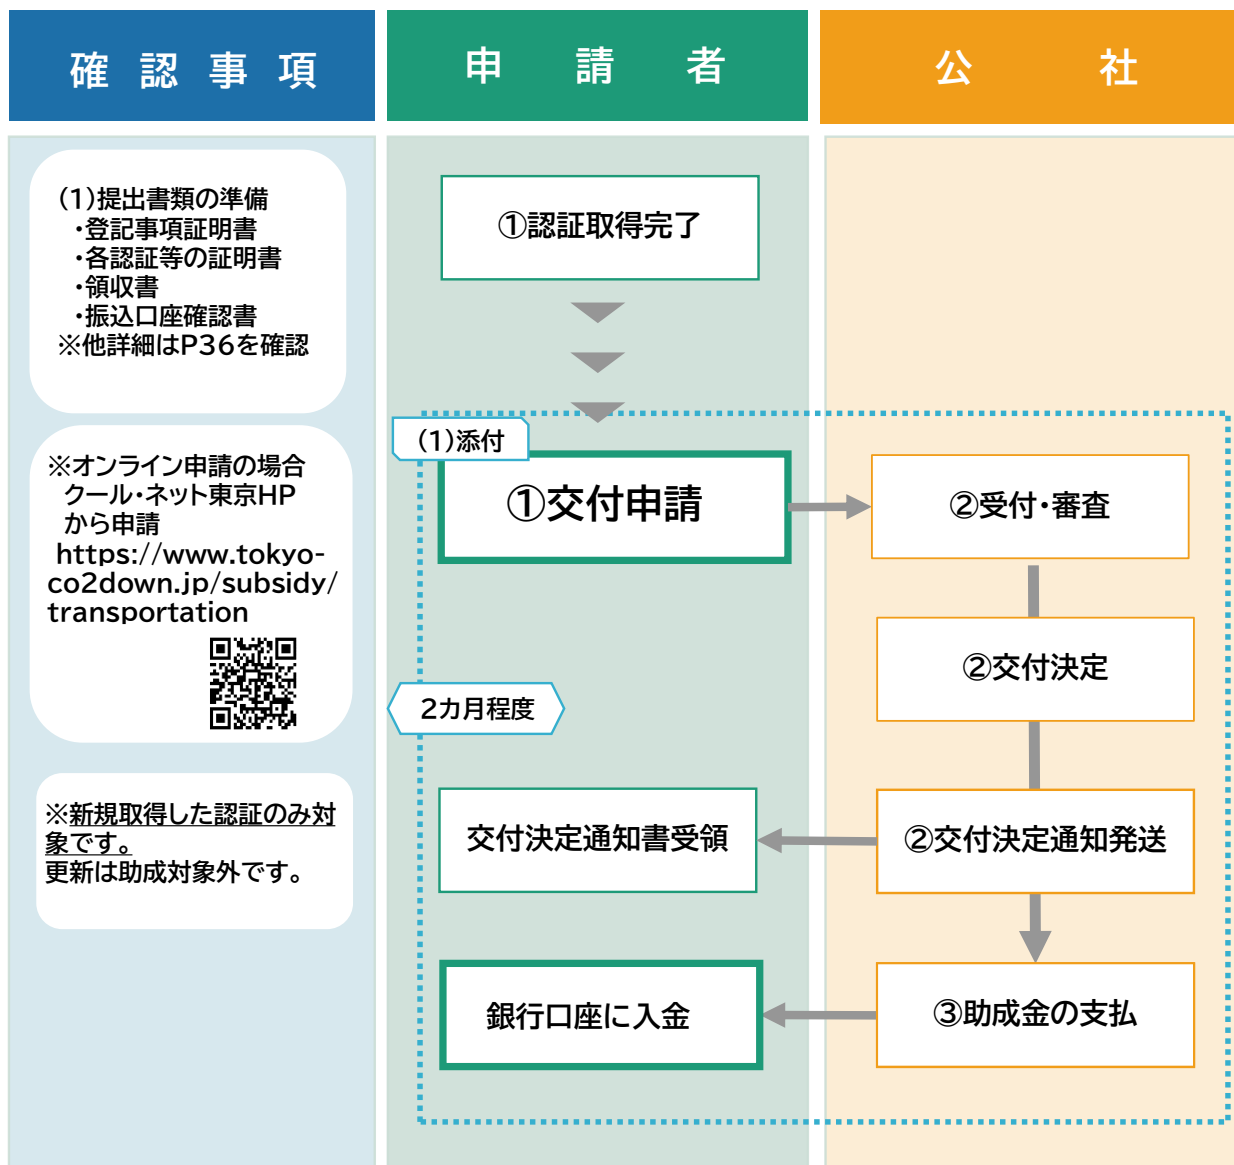 確認事項
申請者
公社
(1)提出書類の準備
・登記事項証明書
・各認証等の証明書
・領収書
・振込口座確認書
※他詳細はP36を確認
※オンライン申請の場合
クール・ネット東京HP
から申請
https://www.tokyo-
co2down.jp/subsidy/
transportation
※新規取得した認証のみ対
象です。
更新は助成対象外です。
①認証取得完了
(1)添付
①交付申請
②受付・審査
②交付決定
2カ月程度
交付決定通知書受領
②交付決定通知発送
銀行口座に入金
③助成金の支払